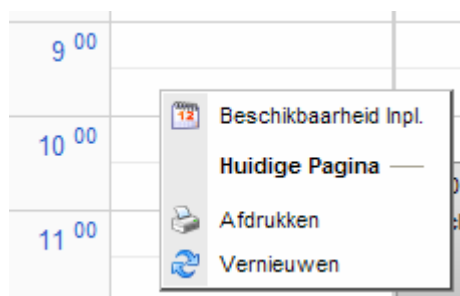 9 00
10 00
11 00
12
Beschikbaarheid Inpl.
Huidige Pagina
Afdrukken
Vernieuwen